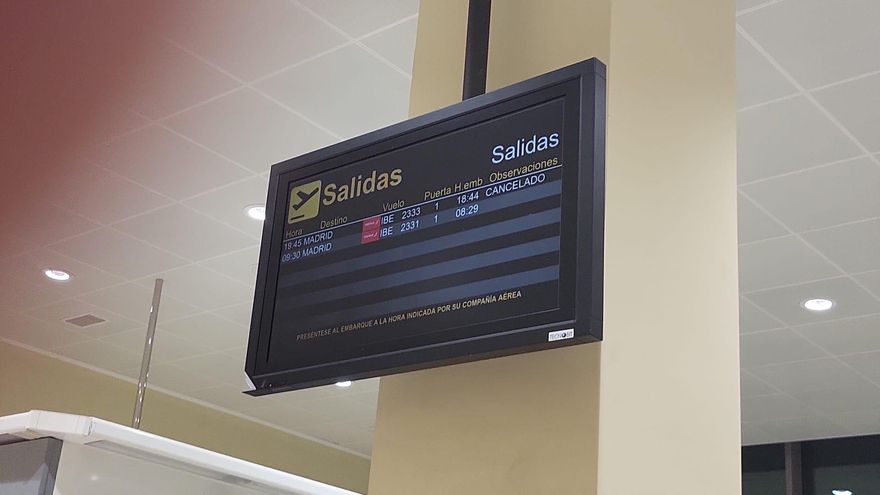 Salidas
Salidas
Hora Destino Vuelo Puerta H.emb Observaciones
19:45 MADRID IBE 2333 1 18:44 CANCELADO
09:30 MADRID IBE 2331 1 08:29
PRESÉNTESE AL EMBARQUE A LA HORA INDICADA POR SU COMPAÑÍA AÉREA
TECNOBIT